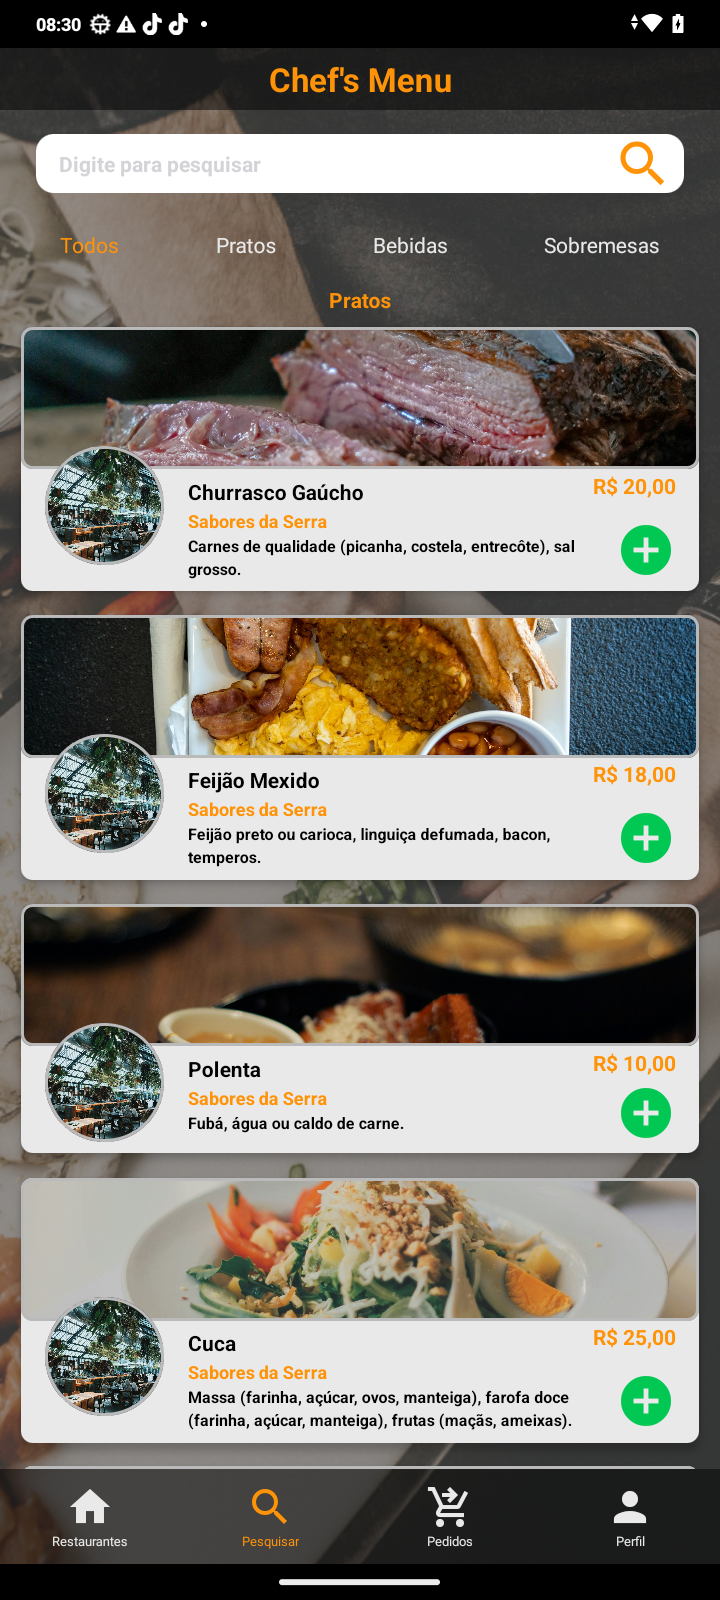 08:30
Chef's Menu
Digite para pesquisar
Todos Pratos Bebidas Sobremesas
Pratos
Churrasco Gaúcho
R$ 20,00
Sabores da Serra
Carnes de qualidade (picanha, costela, entrecôte), sal
grosso.
Feijão Mexido
R$ 18,00
Sabores da Serra
Feijão preto ou carioca, linguiça defumada, bacon,
temperos.
Polenta
R$ 10,00
Sabores da Serra
Fubá, água ou caldo de carne.
Cuca
R$ 25,00
Sabores da Serra
Massa (farinha, açúcar, ovos, manteiga), farofa doce
(farinha, açúcar, manteiga), frutas (maçãs, ameixas).
Restaurantes Pesquisar Pedidos Perfil